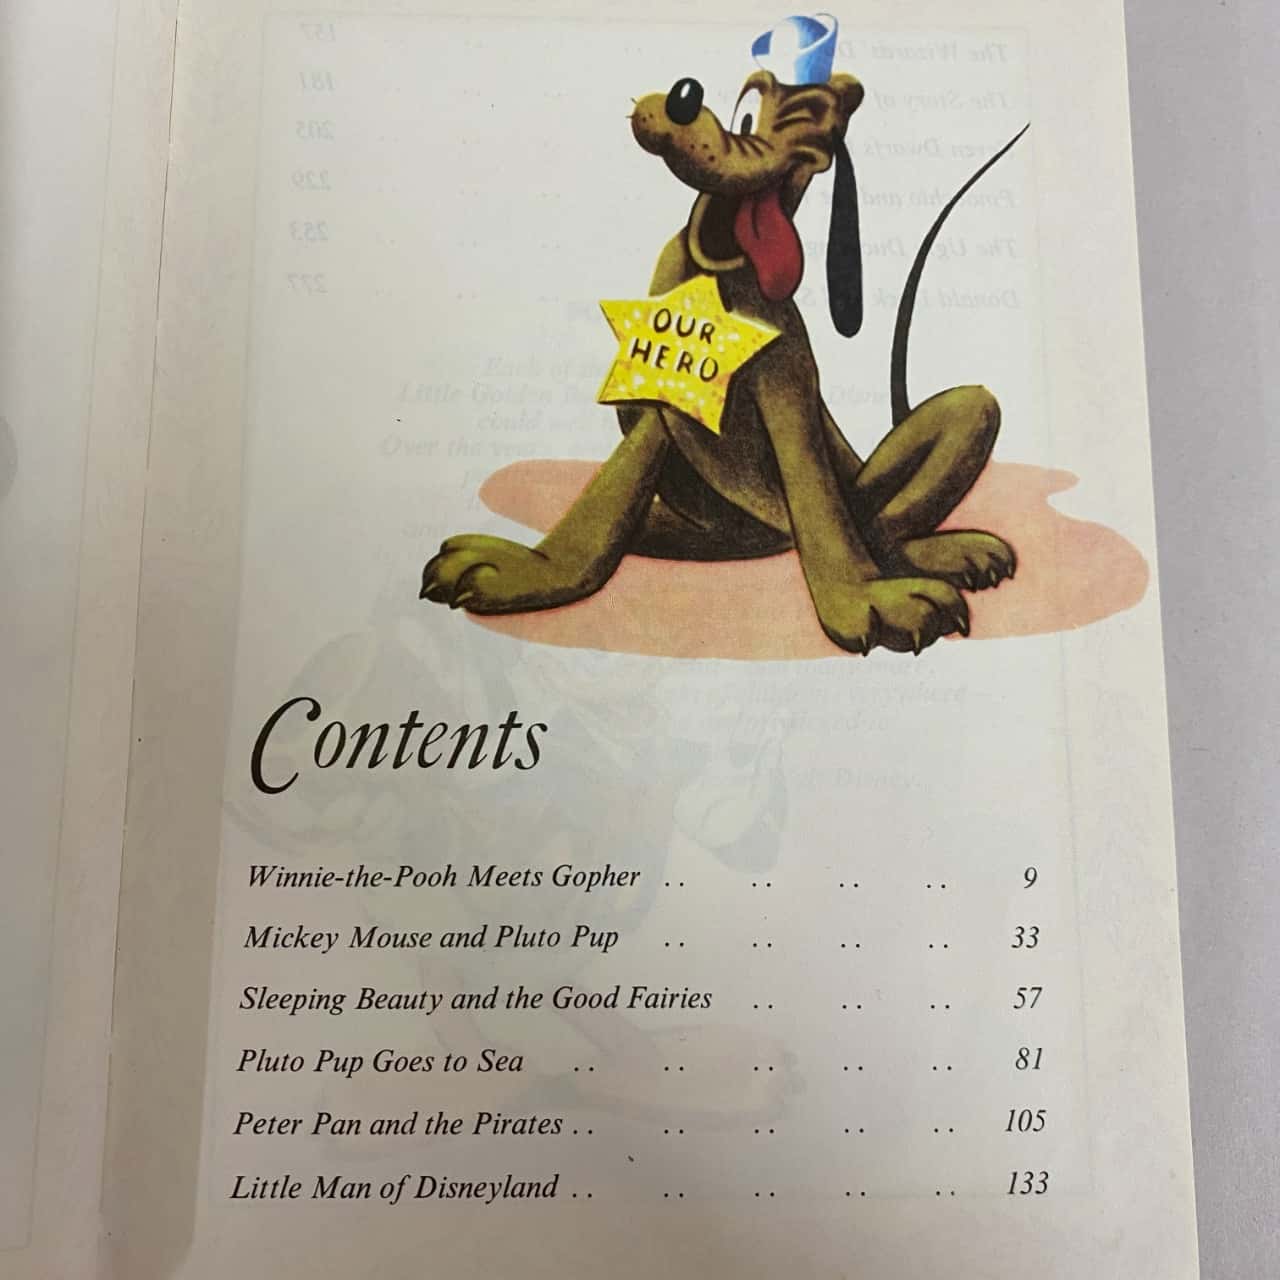 OUR
HERO
Contents
Winnie-the-Pooh Meets Gopher .. .. .. .. 9
Mickey Mouse and Pluto Pup .. .. .. .. 33
Sleeping Beauty and the Good Fairies .. .. .. 57
Pluto Pup Goes to Sea .. .. .. .. .. 81
Peter Pan and the Pirates .. .. .. .. .. 105
Little Man of Disneyland .. .. .. .. .. 133